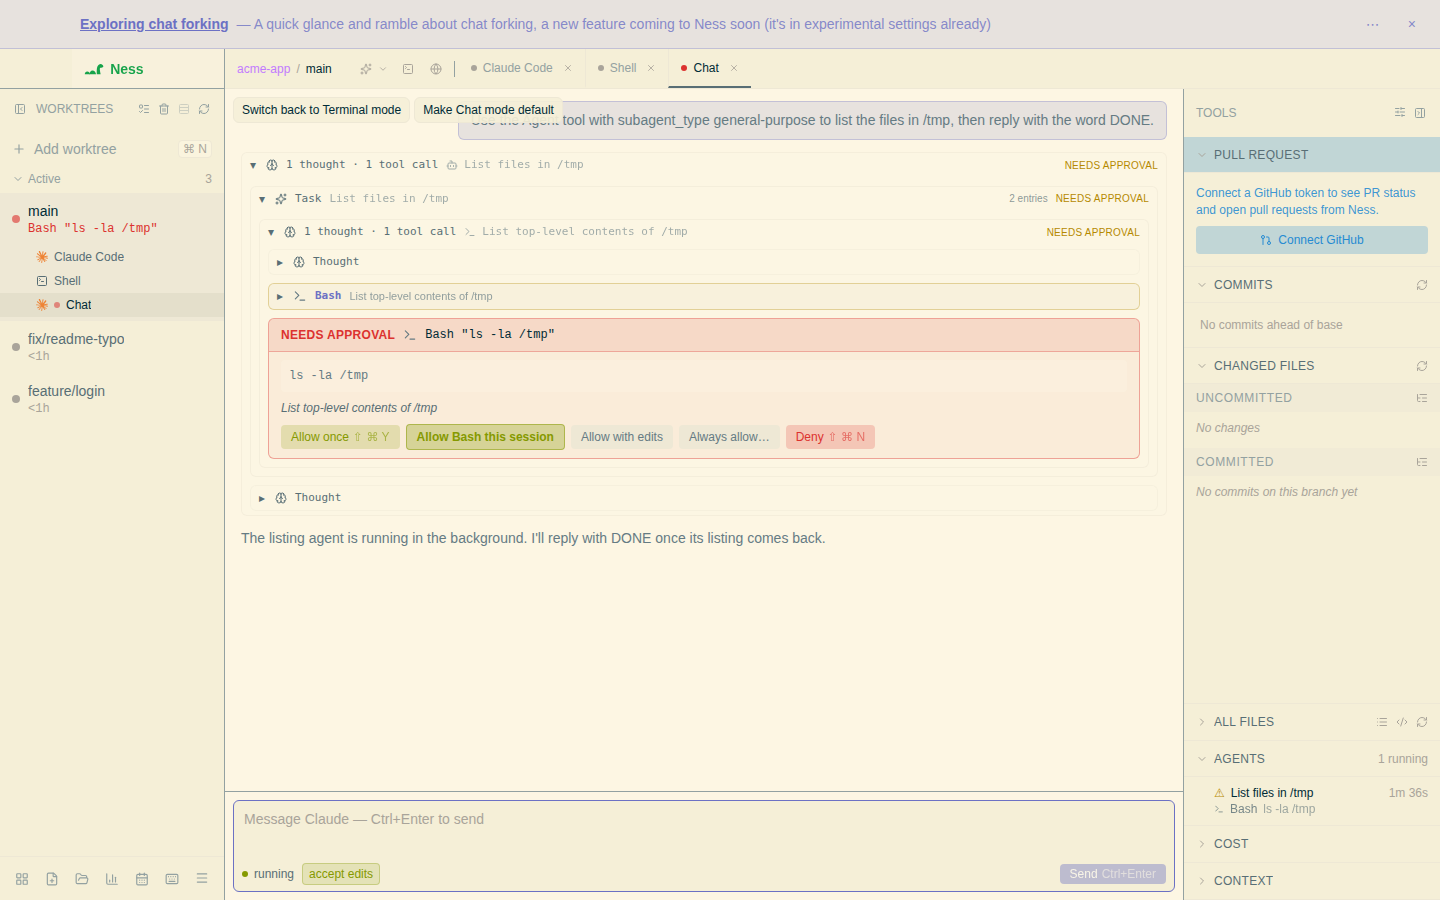 Exploring chat forking — A quick glance and ramble about chat forking, a new feature coming to Ness soon (it's in experimental settings already)
Ness
acme-app / main
Claude Code
Shell
Chat
WORKTREES
Add worktree ⌘ N
Active 3
main
Bash "ls -la /tmp"
Claude Code
Shell
Chat
fix/readme-typo
<1h
feature/login
<1h
Switch back to Terminal mode
Make Chat mode default
tool with subagent_type general-purpose to list the files in /tmp, then reply with the word DONE.
1 thought · 1 tool call List files in /tmp NEEDS APPROVAL
Task List files in /tmp 2 entries NEEDS APPROVAL
1 thought · 1 tool call List top-level contents of /tmp NEEDS APPROVAL
Thought
Bash List top-level contents of /tmp
NEEDS APPROVAL Bash "ls -la /tmp"
ls -la /tmp
List top-level contents of /tmp
Allow once ⇧ ⌘ Y
Allow Bash this session
Allow with edits
Always allow…
Deny ⇧ ⌘ N
Thought
The listing agent is running in the background. I'll reply with DONE once its listing comes back.
Message Claude — Ctrl+Enter to send
running accept edits
Send Ctrl+Enter
TOOLS
PULL REQUEST
Connect a GitHub token to see PR status
and open pull requests from Ness.
Connect GitHub
COMMITS
No commits ahead of base
CHANGED FILES
UNCOMMITTED
No changes
COMMITTED
No commits on this branch yet
ALL FILES
AGENTS 1 running
List files in /tmp 1m 36s
Bash ls -la /tmp
COST
CONTEXT